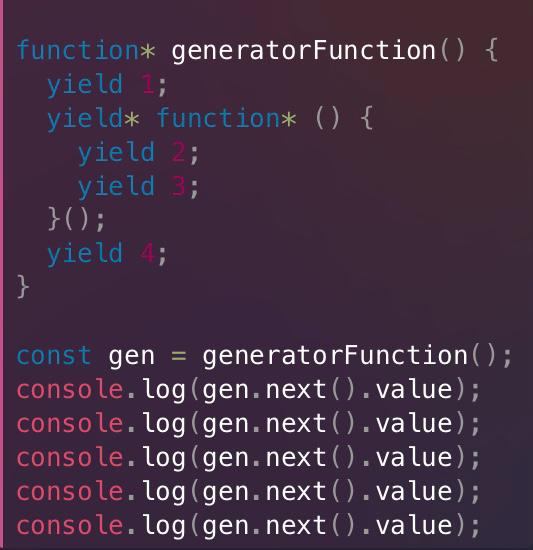 function* generatorFunction() {
  yield 1;
  yield* function* () {
    yield 2;
    yield 3;
  }();
  yield 4;
}

const gen = generatorFunction();
console.log(gen.next().value);
console.log(gen.next().value);
console.log(gen.next().value);
console.log(gen.next().value);
console.log(gen.next().value);